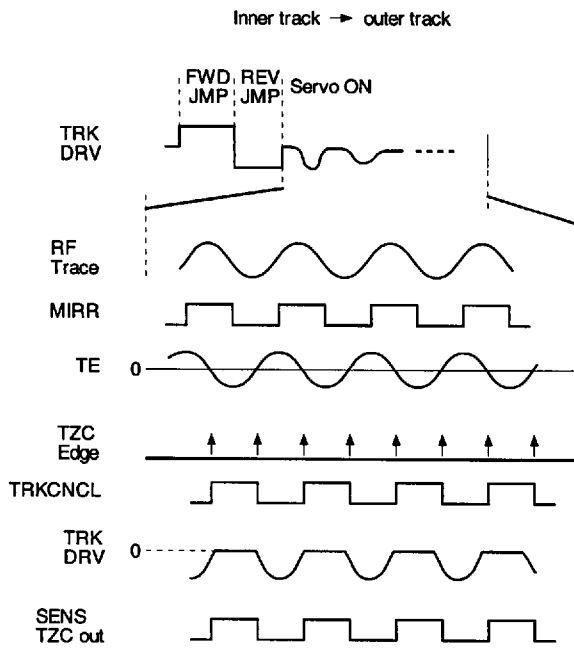 Inner track → outer track
FWD JMP
REV JMP
Servo ON
TRK DRV
RF Trace
MIRR
TE
0
TZC Edge
TRKCNCL
TRK DRV
0
SENS TZC out